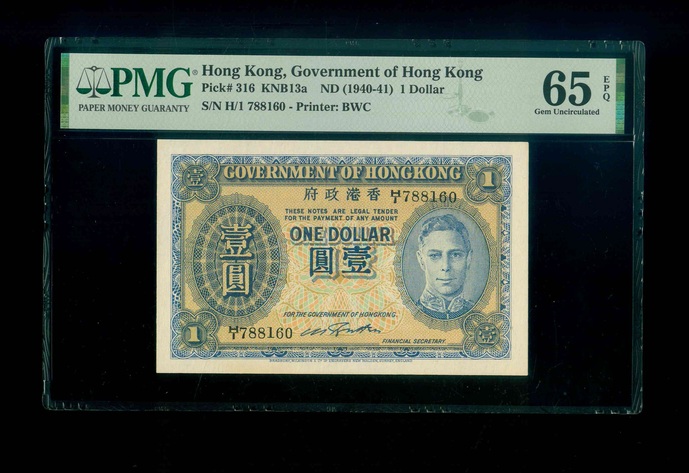 PMG®
PAPER MONEY GUARANTY
Hong Kong, Government of Hong Kong
Pick# 316 KNB13a ND (1940-41) 1 Dollar
S/N H/1 788160 - Printer: BWC
65 EPQ
Gem Uncirculated
壹 GOVERNMENT OF HONGKONG 1
府政港香 H/1 788160
THESE NOTES ARE LEGAL TENDER
FOR THE PAYMENT OF ANY AMOUNT
ONE DOLLAR
圓壹
壹圓
FOR THE GOVERNMENT OF HONGKONG.
1 H/1 788160
FINANCIAL SECRETARY.
壹